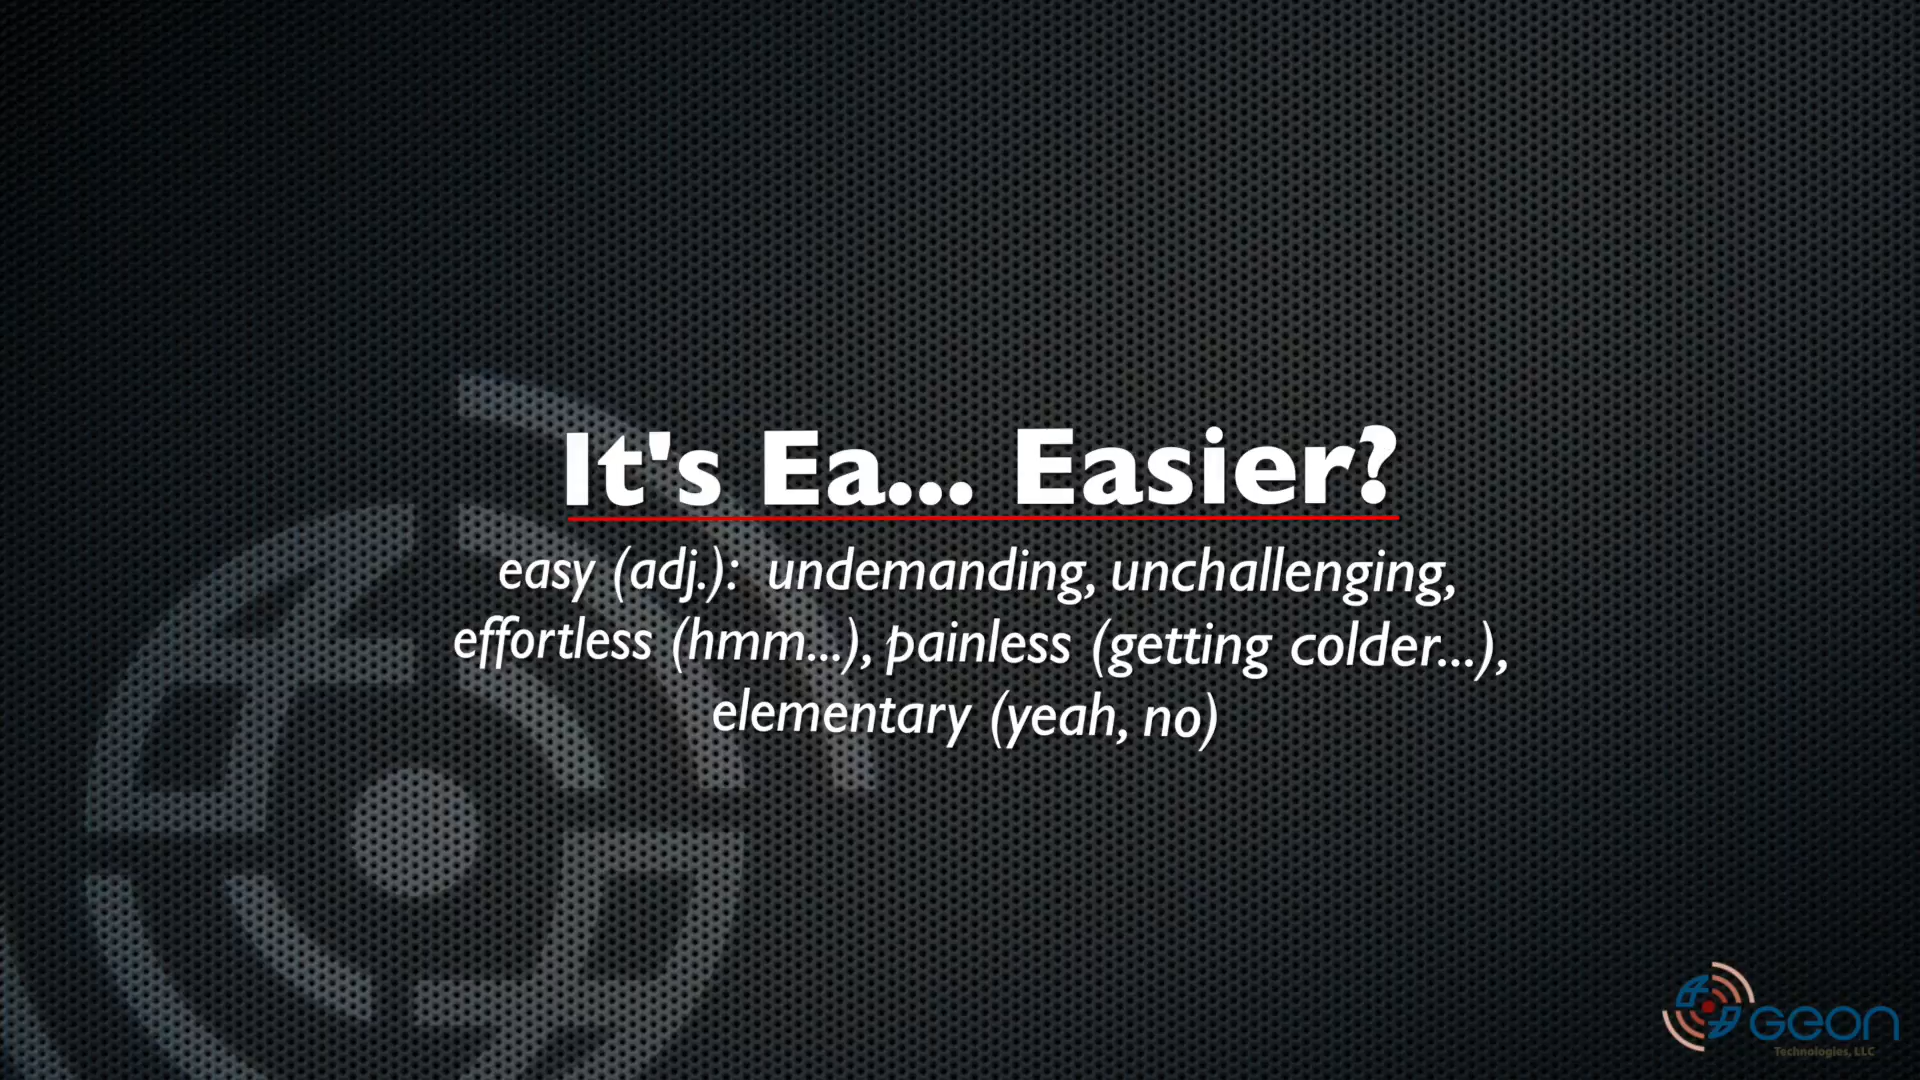 It's Ea... Easier?
easy (adj.): undemanding, unchallenging,
effortless (hmm...), painless (getting colder...),
elementary (yeah, no)
Geon
Technologies, LLC